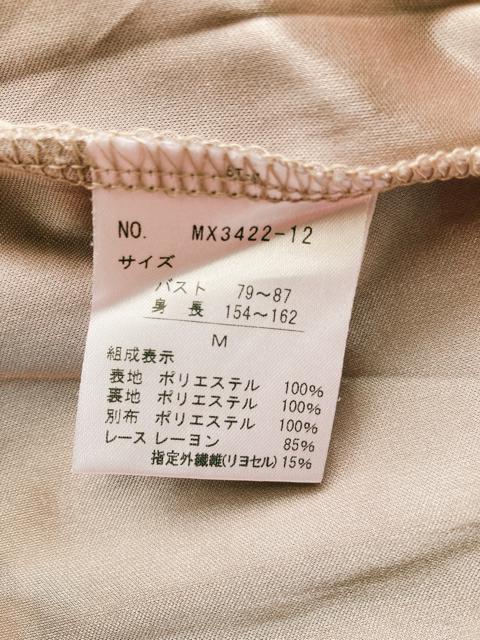 NO. MX3422-12
サイズ
バスト 79～87
身長 154～162
M
組成表示
表地 ポリエステル 100%
裏地 ポリエステル 100%
別布 ポリエステル 100%
レース レーヨン 85%
指定外繊維(リヨセル) 15%